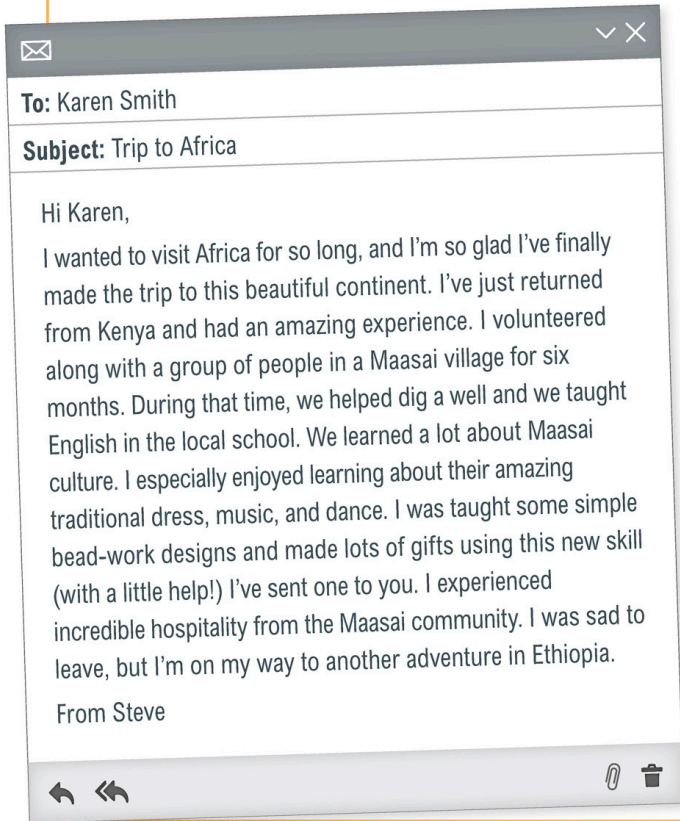 To: Karen Smith
Subject: Trip to Africa
Hi Karen,
I wanted to visit Africa for so long, and I'm so glad I've finally
made the trip to this beautiful continent. I've just returned
from Kenya and had an amazing experience. I volunteered
along with a group of people in a Maasai village for six
months. During that time, we helped dig a well and we taught
English in the local school. We learned a lot about Maasai
culture. I especially enjoyed learning about their amazing
traditional dress, music, and dance. I was taught some simple
bead-work designs and made lots of gifts using this new skill
(with a little help!) I've sent one to you. I experienced
incredible hospitality from the Maasai community. I was sad to
leave, but I'm on my way to another adventure in Ethiopia.
From Steve